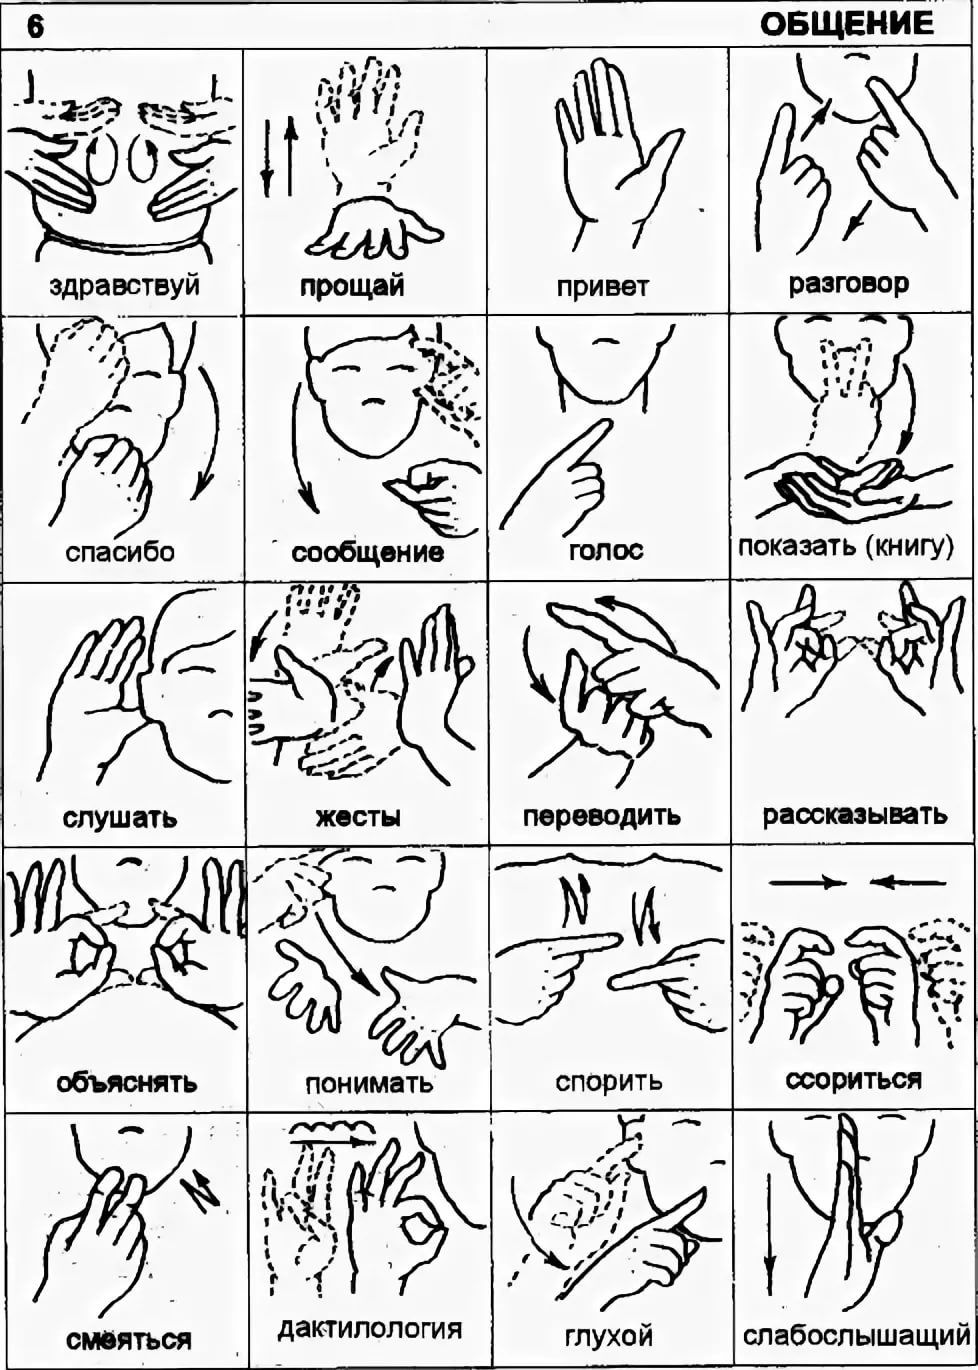 6 ОБЩЕНИЕ
здравствуй прощай привет разговор
спасибо сообщение голос показать (книгу)
слушать жесты переводить рассказывать
объяснять понимать спорить ссориться
смеяться дактилология глухой слабослышащий